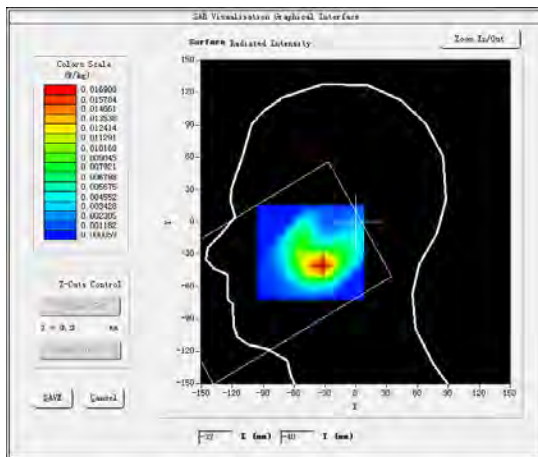 SAR Visualisation Graphical Interface
Surface Radiated Intensity
Zoom In/Out
Colors Scale
(W/kg)
0.016900
0.015784
0.014661
0.013538
0.012414
0.011291
0.010168
0.009045
0.007921
0.006798
0.005675
0.004552
0.003428
0.002305
0.001182
0.000059
150
120
90
60
30
0
-30
-60
-90
-120
-150
Y
-150 -120 -90 -60 -30 0 30 60 90 120 150
X
Z-Cuts Control
mm
SAVE
Cancel
-32 X (mm) -40 Y (mm)